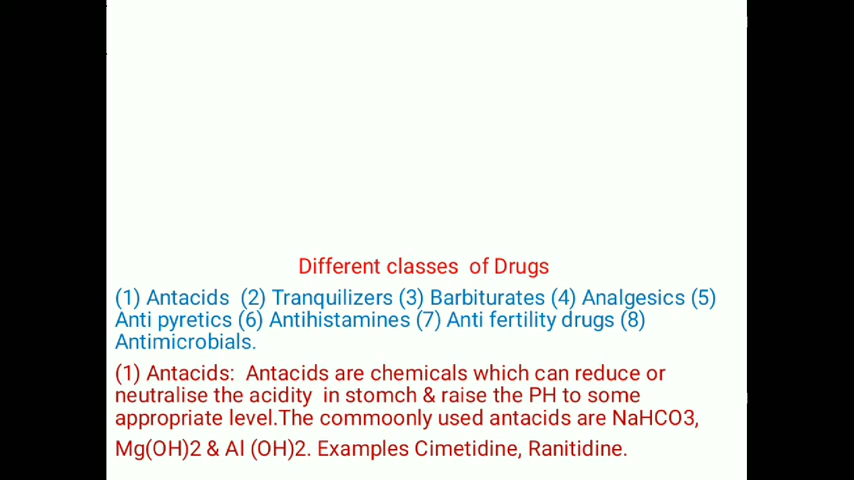 Different classes  of Drugs
(1) Antacids  (2) Tranquilizers (3) Barbiturates (4) Analgesics (5)
Anti pyretics (6) Antihistamines (7) Anti fertility drugs (8)
Antimicrobials.
(1) Antacids:  Antacids are chemicals which can reduce or
neutralise the acidity  in stomch & raise the PH to some
appropriate level.The commoonly used antacids are NaHCO3,
Mg(OH)2 & Al (OH)2. Examples Cimetidine, Ranitidine.